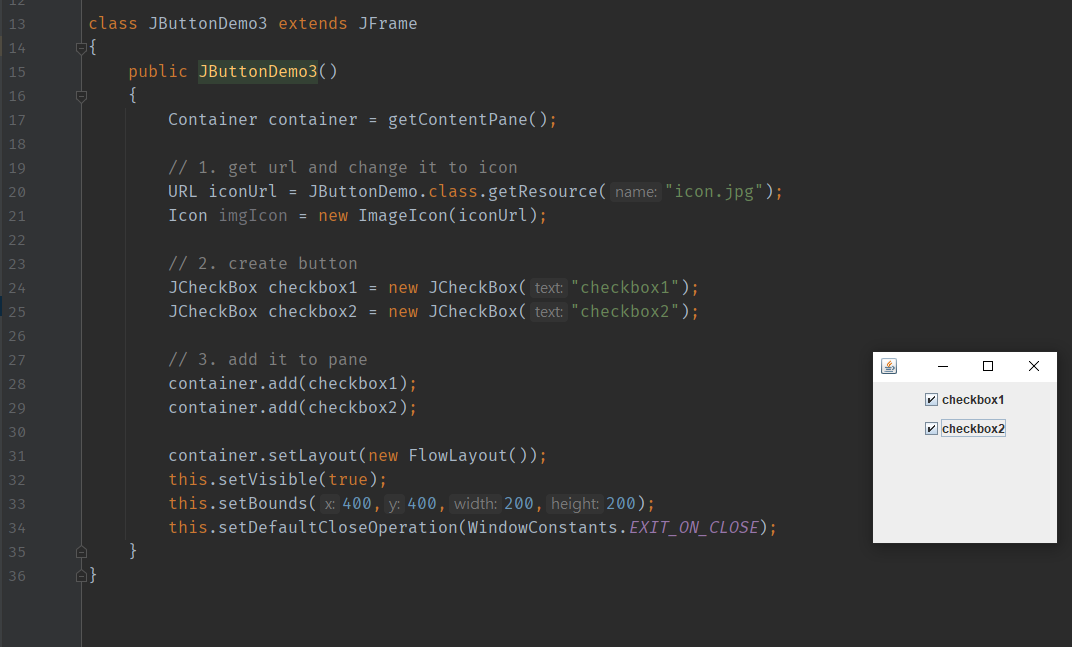 12
13 class JButtonDemo3 extends JFrame
14 {
15 public JButtonDemo3()
16 {
17 Container container = getContentPane();
18
19 // 1. get url and change it to icon
20 URL iconUrl = JButtonDemo.class.getResource( name: "icon.jpg");
21 Icon imgIcon = new ImageIcon(iconUrl);
22
23 // 2. create button
24 JCheckBox checkbox1 = new JCheckBox( text: "checkbox1");
25 JCheckBox checkbox2 = new JCheckBox( text: "checkbox2");
26
27 // 3. add it to pane
28 container.add(checkbox1);
29 container.add(checkbox2);
30
31 container.setLayout(new FlowLayout());
32 this.setVisible(true);
33 this.setBounds( x: 400, y: 400, width: 200, height: 200);
34 this.setDefaultCloseOperation(WindowConstants.EXIT_ON_CLOSE);
35 }
36 }
checkbox1
checkbox2